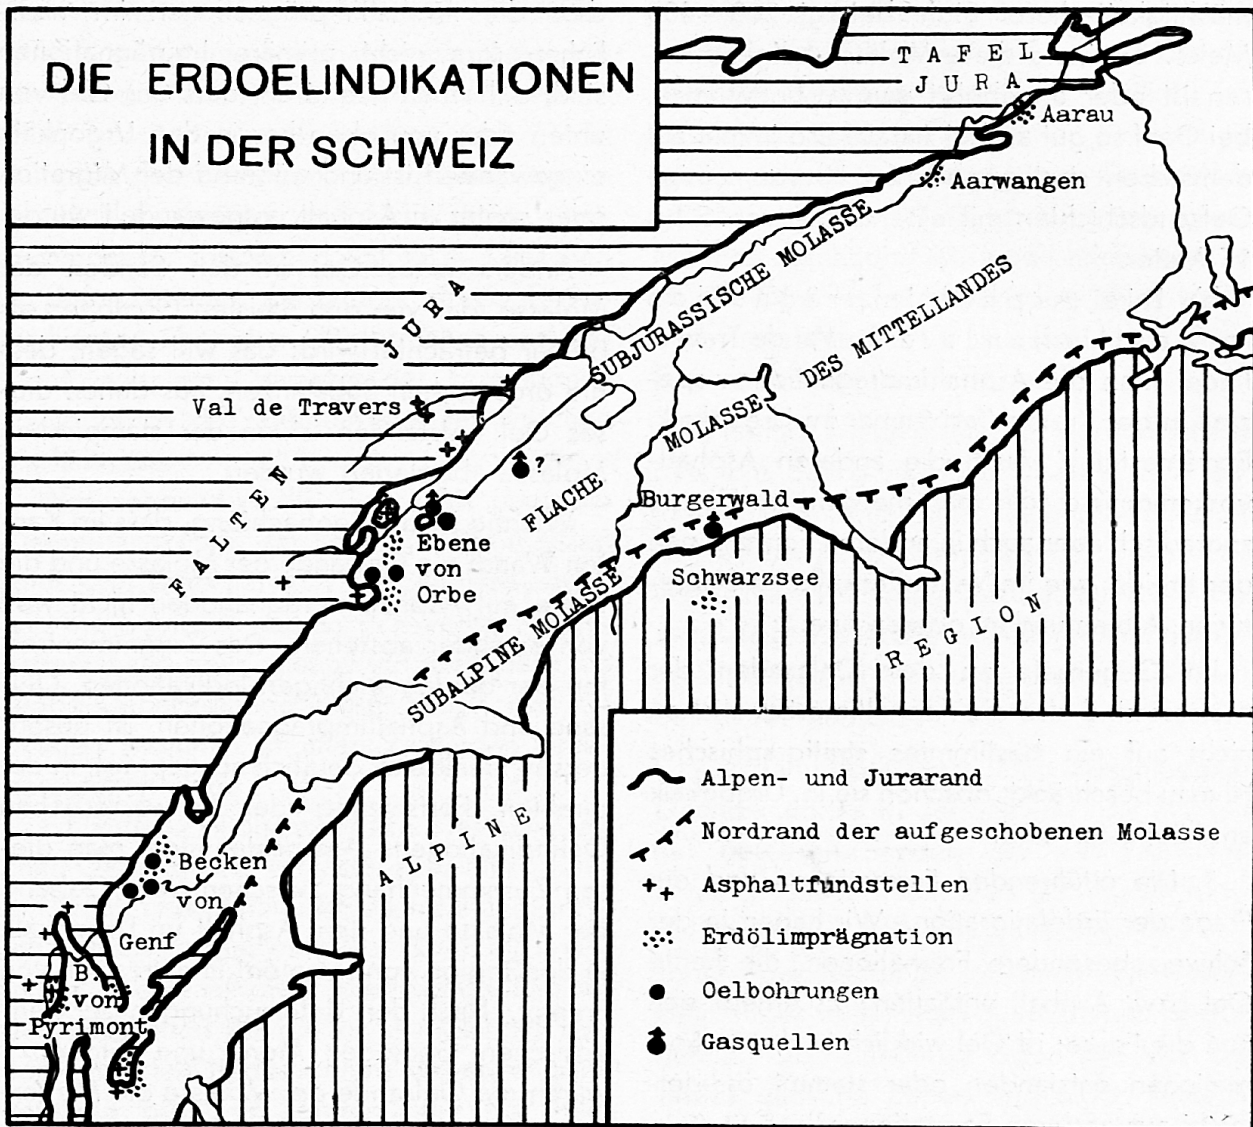 DIE ERDOELINDIKATIONEN
IN DER SCHWEIZ
TAFEL
JURA
Aarau
Aarwangen
SUBJURASSISCHE MOLASSE
JURA
FALTEN
Val de Travers
?
FLACHE MOLASSE DES MITTELLANDES
Burgerwald
Ebene
von
Orbe
Schwarzsee
SUBALPINE MOLASSE
ALPINE REGION
Becken
von
Genf
B.
von
Pyrimont
Alpen- und Jurarand
Nordrand der aufgeschobenen Molasse
Asphaltfundstellen
Erdölimprägnation
Oelbohrungen
Gasquellen